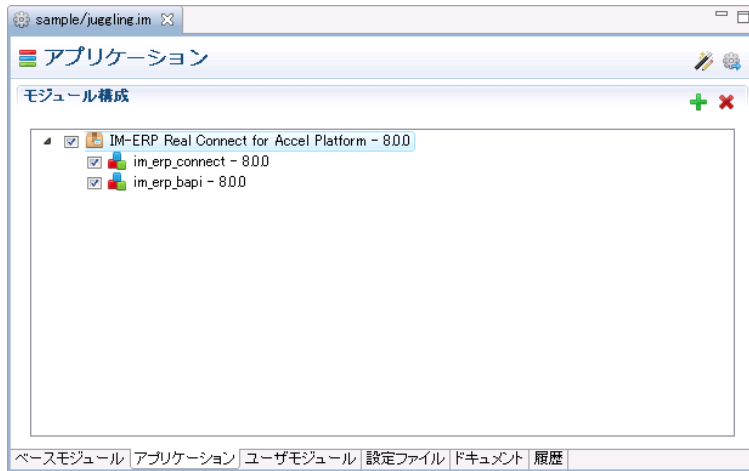 sample/juggling.im
アプリケーション
モジュール構成
IM-ERP Real Connect for Accel Platform - 8.0.0
im_erp_connect - 8.0.0
im_erp_bapi - 8.0.0
ベースモジュール アプリケーション ユーザモジュール 設定ファイル ドキュメント 履歴